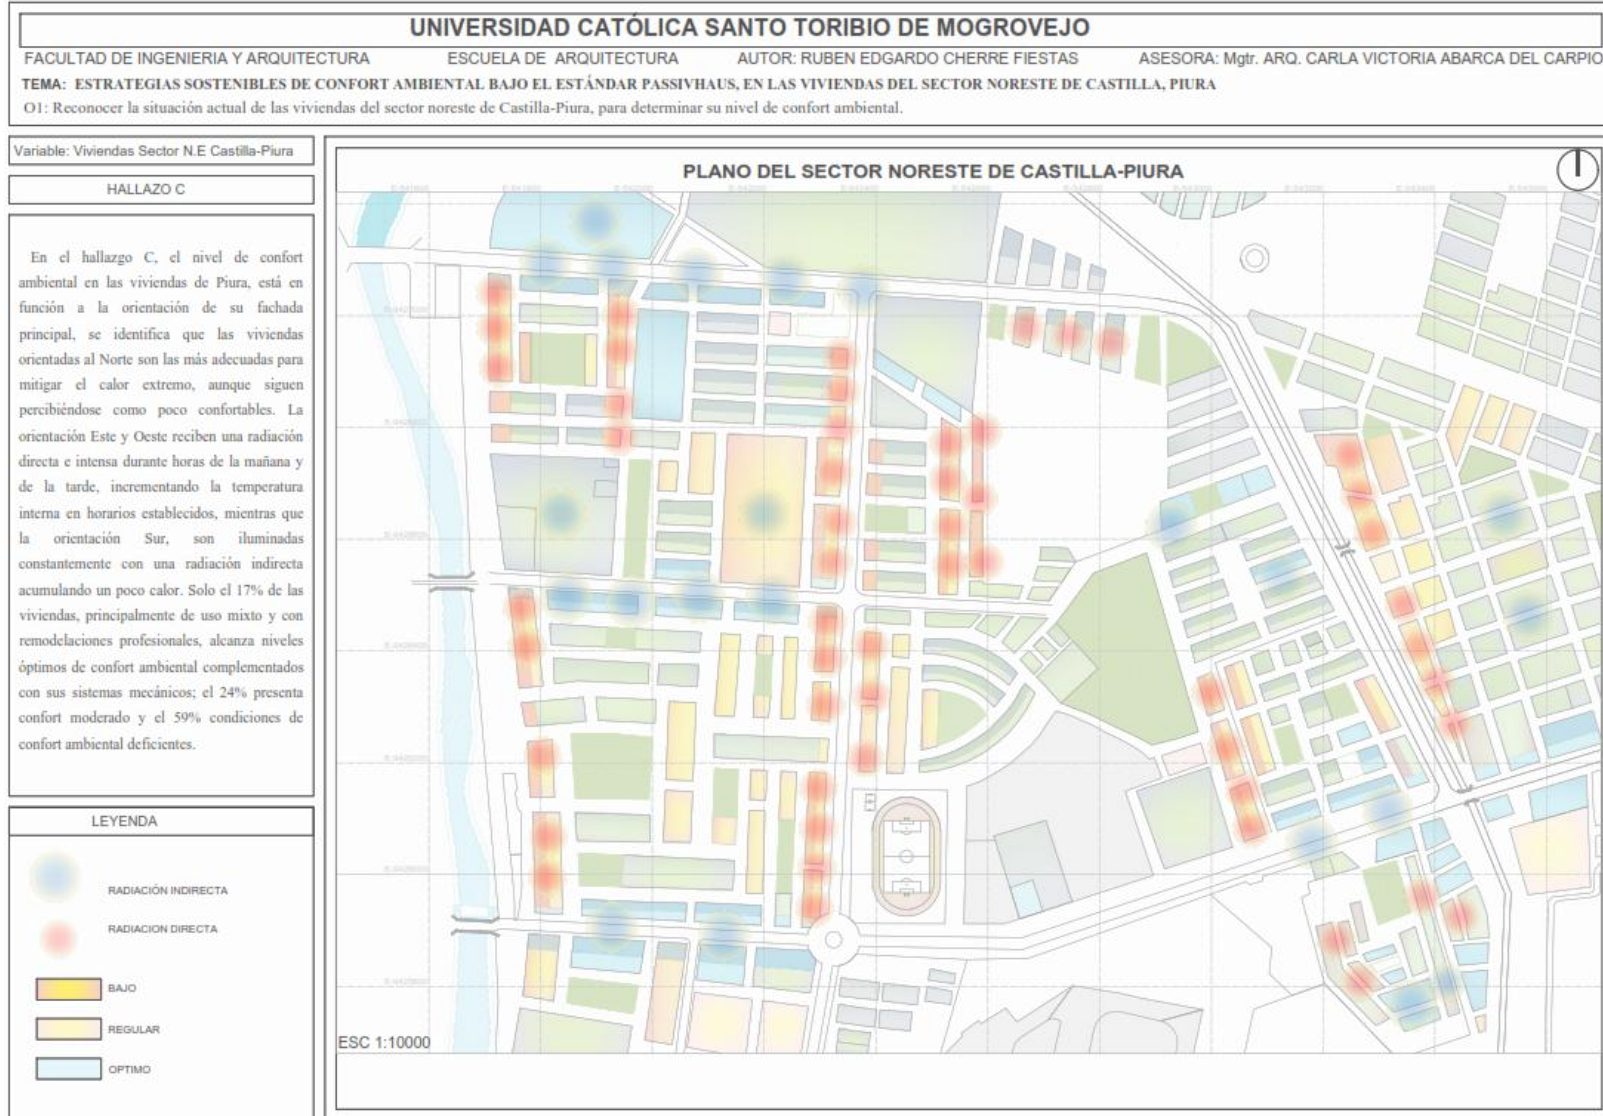 UNIVERSIDAD CATÓLICA SANTO TORIBIO DE MOGROVEJO
FACULTAD DE INGENIERIA Y ARQUITECTURA ESCUELA DE ARQUITECTURA AUTOR: RUBEN EDGARDO CHERRE FIESTAS ASESORA: Mgtr. ARQ. CARLA VICTORIA ABARCA DEL CARPIO
TEMA: ESTRATEGIAS SOSTENIBLES DE CONFORT AMBIENTAL BAJO EL ESTÁNDAR PASSIVHAUS, EN LAS VIVIENDAS DEL SECTOR NORESTE DE CASTILLA, PIURA
O1: Reconocer la situación actual de las viviendas del sector noreste de Castilla-Piura, para determinar su nivel de confort ambiental.
Variable: Viviendas Sector N.E Castilla-Piura
HALLAZO C
En el hallazgo C, el nivel de confort
ambiental en las viviendas de Piura, está en
función a la orientación de su fachada
principal, se identifica que las viviendas
orientadas al Norte son las más adecuadas para
mitigar el calor extremo, aunque siguen
percibiéndose como poco confortables. La
orientación Este y Oeste reciben una radiación
directa e intensa durante horas de la mañana y
de la tarde, incrementando la temperatura
interna en horarios establecidos, mientras que
la orientación Sur, son iluminadas
constantemente con una radiación indirecta
acumulando un poco calor. Solo el 17% de las
viviendas, principalmente de uso mixto y con
remodelaciones profesionales, alcanza niveles
óptimos de confort ambiental complementados
con sus sistemas mecánicos; el 24% presenta
confort moderado y el 59% condiciones de
confort ambiental deficientes.
LEYENDA
RADIACIÓN INDIRECTA
RADIACION DIRECTA
BAJO
REGULAR
OPTIMO
PLANO DEL SECTOR NORESTE DE CASTILLA-PIURA
ESC 1:10000